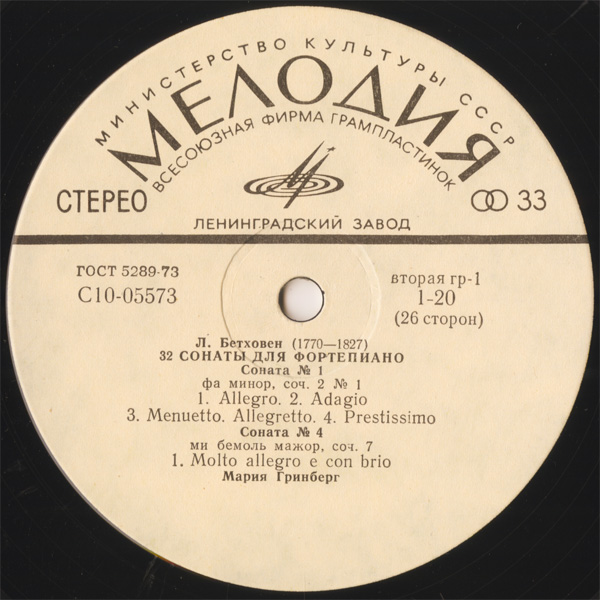 МИНИСТЕРСТВО КУЛЬТУРЫ СССР
МЕЛОДИЯ
ВСЕСОЮЗНАЯ ФИРМА ГРАМПЛАСТИНОК
СТЕРЕО
33
ЛЕНИНГРАДСКИЙ ЗАВОД
ГОСТ 5289-73
С10-05573
вторая гр-1
1-20
(26 сторон)
Л. Бетховен (1770—1827)
32 СОНАТЫ ДЛЯ ФОРТЕПИАНО
Соната № 1
фа минор, соч. 2 № 1
1. Allegro. 2. Adagio
3. Menuetto. Allegretto. 4. Prestissimo
Соната № 4
ми бемоль мажор, соч. 7
1. Molto allegro e con brio
Мария Гринберг